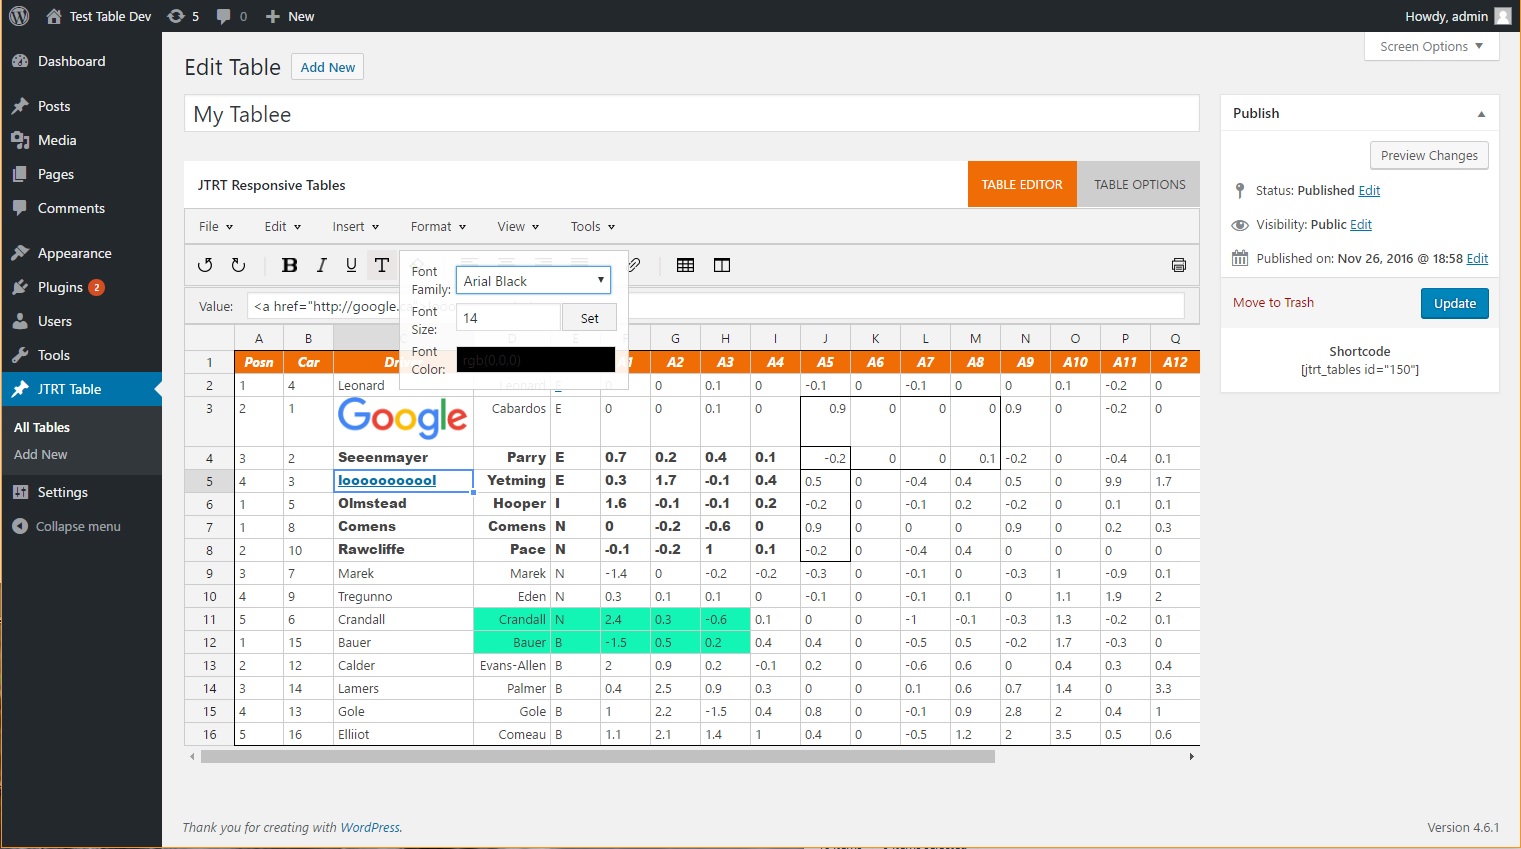 Test Table Dev 5 0 + New Howdy, admin
Screen Options
Dashboard
Posts
Media
Pages
Comments
Appearance
Plugins 2
Users
Tools
JTRT Table
All Tables
Add New
Settings
Collapse menu
Edit Table Add New
My Tablee
JTRT Responsive Tables TABLE EDITOR TABLE OPTIONS
File Edit Insert Format View Tools
B I U T
Font Family: Arial Black
Font Size: 14 Set
Font Color: rgb(0,0,0)
Value: <a href="http://google.
A B D E F G H I J K L M N O P Q
1 Posn Car A1 A2 A3 A4 A5 A6 A7 A8 A9 A10 A11 A12
2 1 4 Leonard Leonard E 0 0 0.1 0 -0.1 0 -0.1 0 0 0.1 -0.2 0
3 2 1 Google Cabardos E 0 0 0.1 0 0.9 0 0 0 0.9 0 -0.2 0
4 3 2 Seeenmayer Parry E 0.7 0.2 0.4 0.1 -0.2 0 0 0.1 -0.2 0 -0.4 0.1
5 4 3 looooooooool Yetming E 0.3 1.7 -0.1 0.4 0.5 0 -0.4 0.4 0.5 0 9.9 1.7
6 1 5 Olmstead Hooper I 1.6 -0.1 -0.1 0.2 -0.2 0 -0.1 0.2 -0.2 0 0.1 0.1
7 1 8 Comens Comens N 0 -0.2 -0.6 0 0.9 0 0 0 0.9 0 0.2 0.3
8 2 10 Rawcliffe Pace N -0.1 -0.2 1 0.1 -0.2 0 -0.4 0.4 0 0 0 0
9 3 7 Marek Marek N -1.4 0 -0.2 -0.2 -0.3 0 -0.1 0 -0.3 1 -0.9 0.1
10 4 9 Tregunno Eden N 0.3 0.1 0.1 0 -0.1 0 -0.1 0.1 0 1.1 1.9 2
11 5 6 Crandall Crandall N 2.4 0.3 -0.6 0.1 0 0 -1 -0.1 -0.3 1.3 -0.2 0.1
12 1 15 Bauer Bauer B -1.5 0.5 0.2 0.4 0.4 0 -0.5 0.5 -0.2 1.7 -0.3 0
13 2 12 Calder Evans-Allen B 2 0.9 0.2 -0.1 0.2 0 -0.6 0.6 0 0.4 0.3 0.4
14 3 14 Lamers Palmer B 0.4 2.5 0.9 0.3 0 0 0.1 0.6 0.7 1.4 0 3.3
15 4 13 Gole Gole B 1 2.2 -1.5 0.4 0.8 0 -0.1 0.9 2.8 2 0.4 1
16 5 16 Elliiot Comeau B 1.1 2.1 1.4 1 0.4 0 -0.5 1.2 2 3.5 0.5 0.6
Publish
Preview Changes
Status: Published Edit
Visibility: Public Edit
Published on: Nov 26, 2016 @ 18:58 Edit
Move to Trash Update
Shortcode
[jtrt_tables id="150"]
Thank you for creating with WordPress. Version 4.6.1